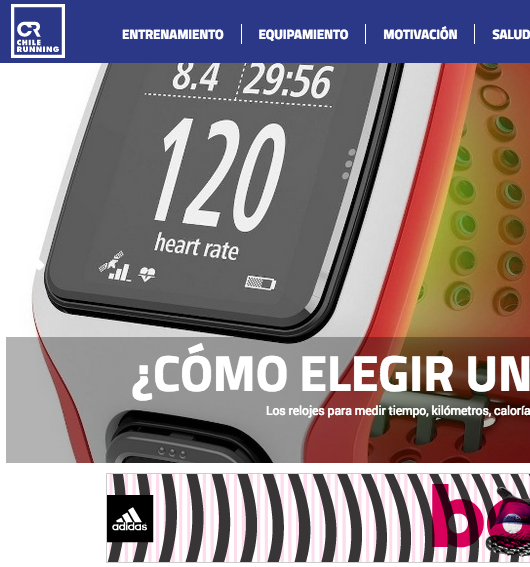 CR
CHILE
RUNNING
ENTRENAMIENTO
EQUIPAMIENTO
MOTIVACIÓN
SALUD
8.4
29:56
120
heart rate
¿CÓMO ELEGIR UN
Los relojes para medir tiempo, kilómetros, caloría
adidas